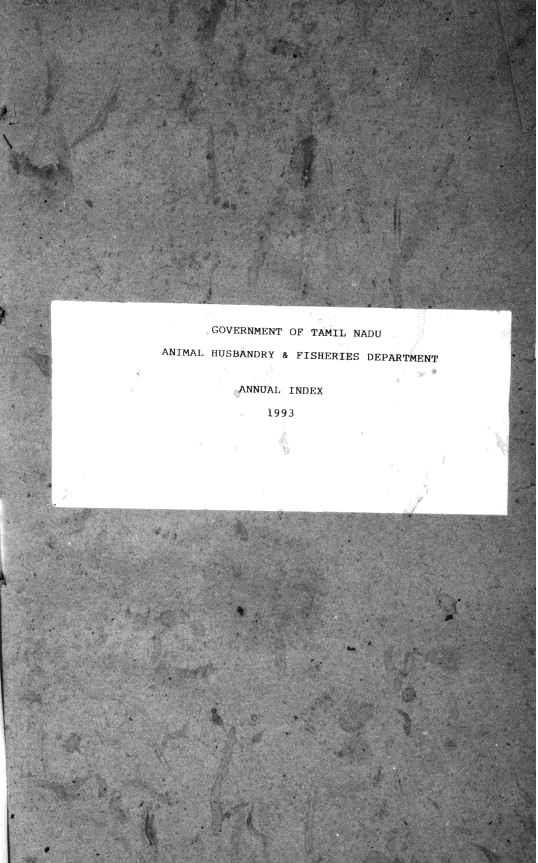 GOVERNMENT OF TAMIL NADU
ANIMAL HUSBANDRY & FISHERIES DEPARTMENT
ANNUAL INDEX
1993